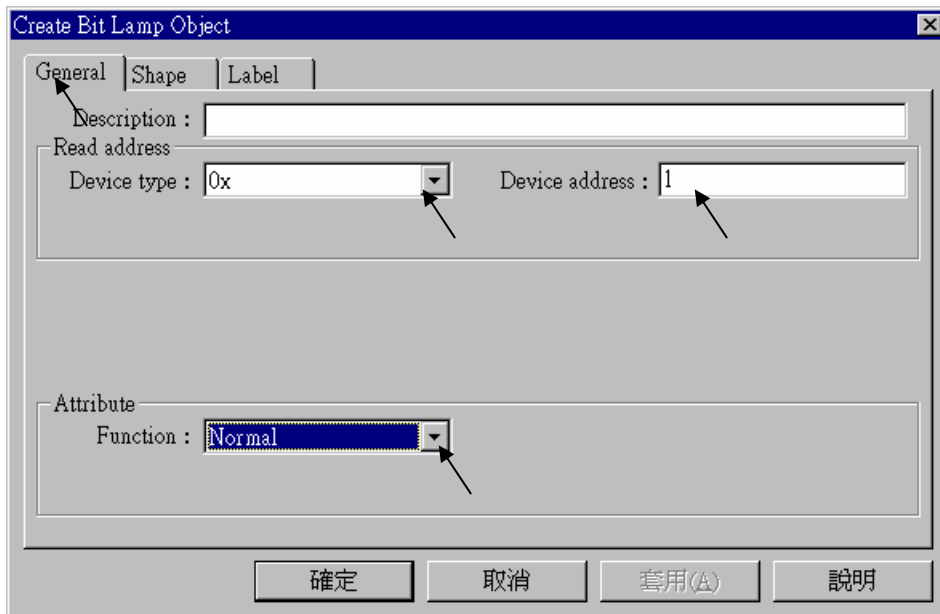 Create Bit Lamp Object
General Shape Label
Description :
Read address
Device type : 0x Device address : 1
Attribute
Function : Normal
確定 取消 套用(A) 說明